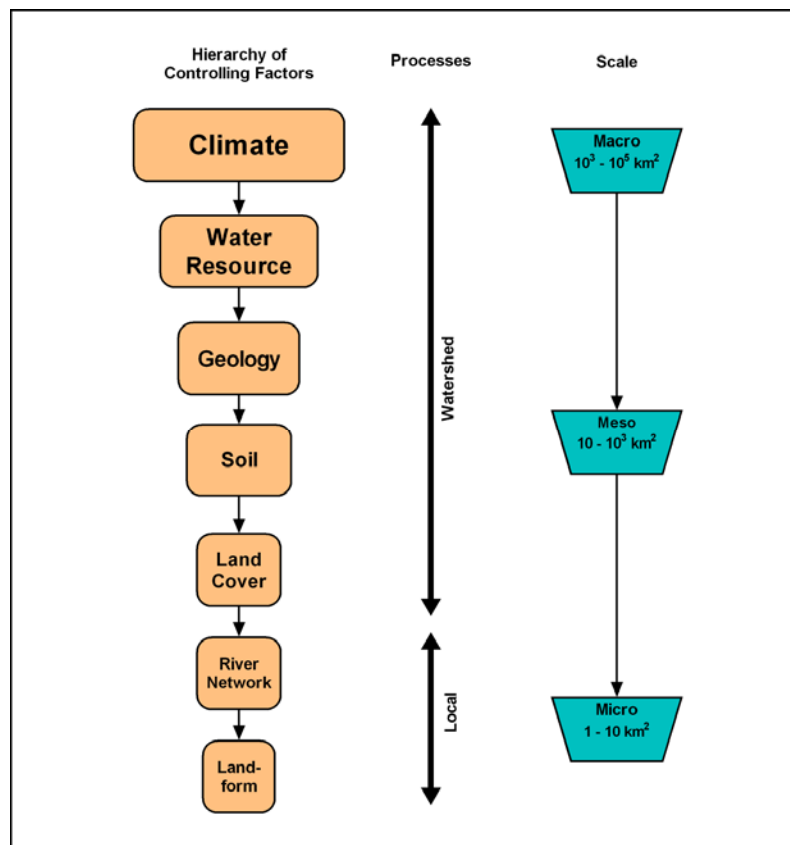 Hierarchy of
Controlling Factors
Processes
Scale
Climate
Water
Resource
Geology
Soil
Land
Cover
River
Network
Land-
form
Watershed
Local
Macro
10³ - 10⁵ km²
Meso
10 - 10³ km²
Micro
1 - 10 km²